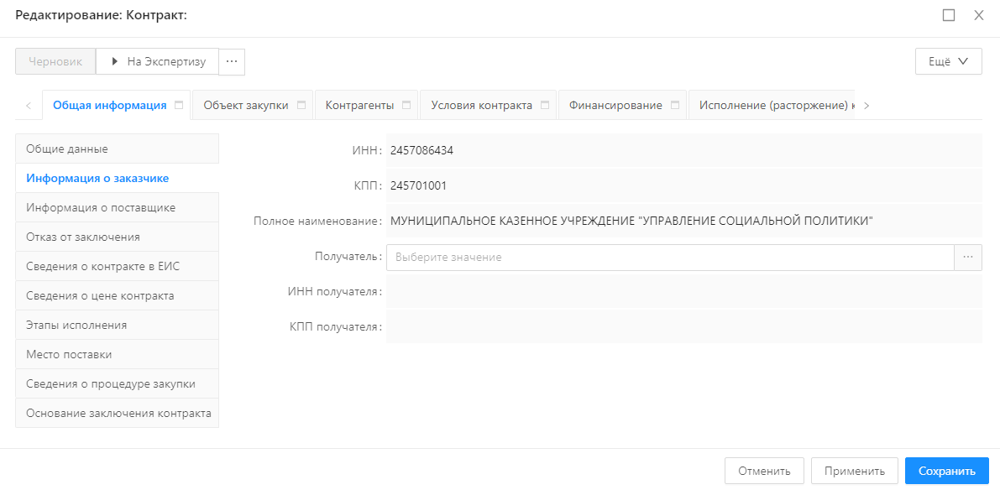 Редактирование: Контракт:
Черновик На Экспертизу ... Ещё
Общая информация Объект закупки Контрагенты Условия контракта Финансирование Исполнение (расторжение) к
Общие данные
Информация о заказчике
Информация о поставщике
Отказ от заключения
Сведения о контракте в ЕИС
Сведения о цене контракта
Этапы исполнения
Место поставки
Сведения о процедуре закупки
Основание заключения контракта
ИНН: 2457086434
КПП: 245701001
Полное наименование: МУНИЦИПАЛЬНОЕ КАЗЕННОЕ УЧРЕЖДЕНИЕ "УПРАВЛЕНИЕ СОЦИАЛЬНОЙ ПОЛИТИКИ"
Получатель: Выберите значение ...
ИНН получателя:
КПП получателя:
Отменить Применить Сохранить